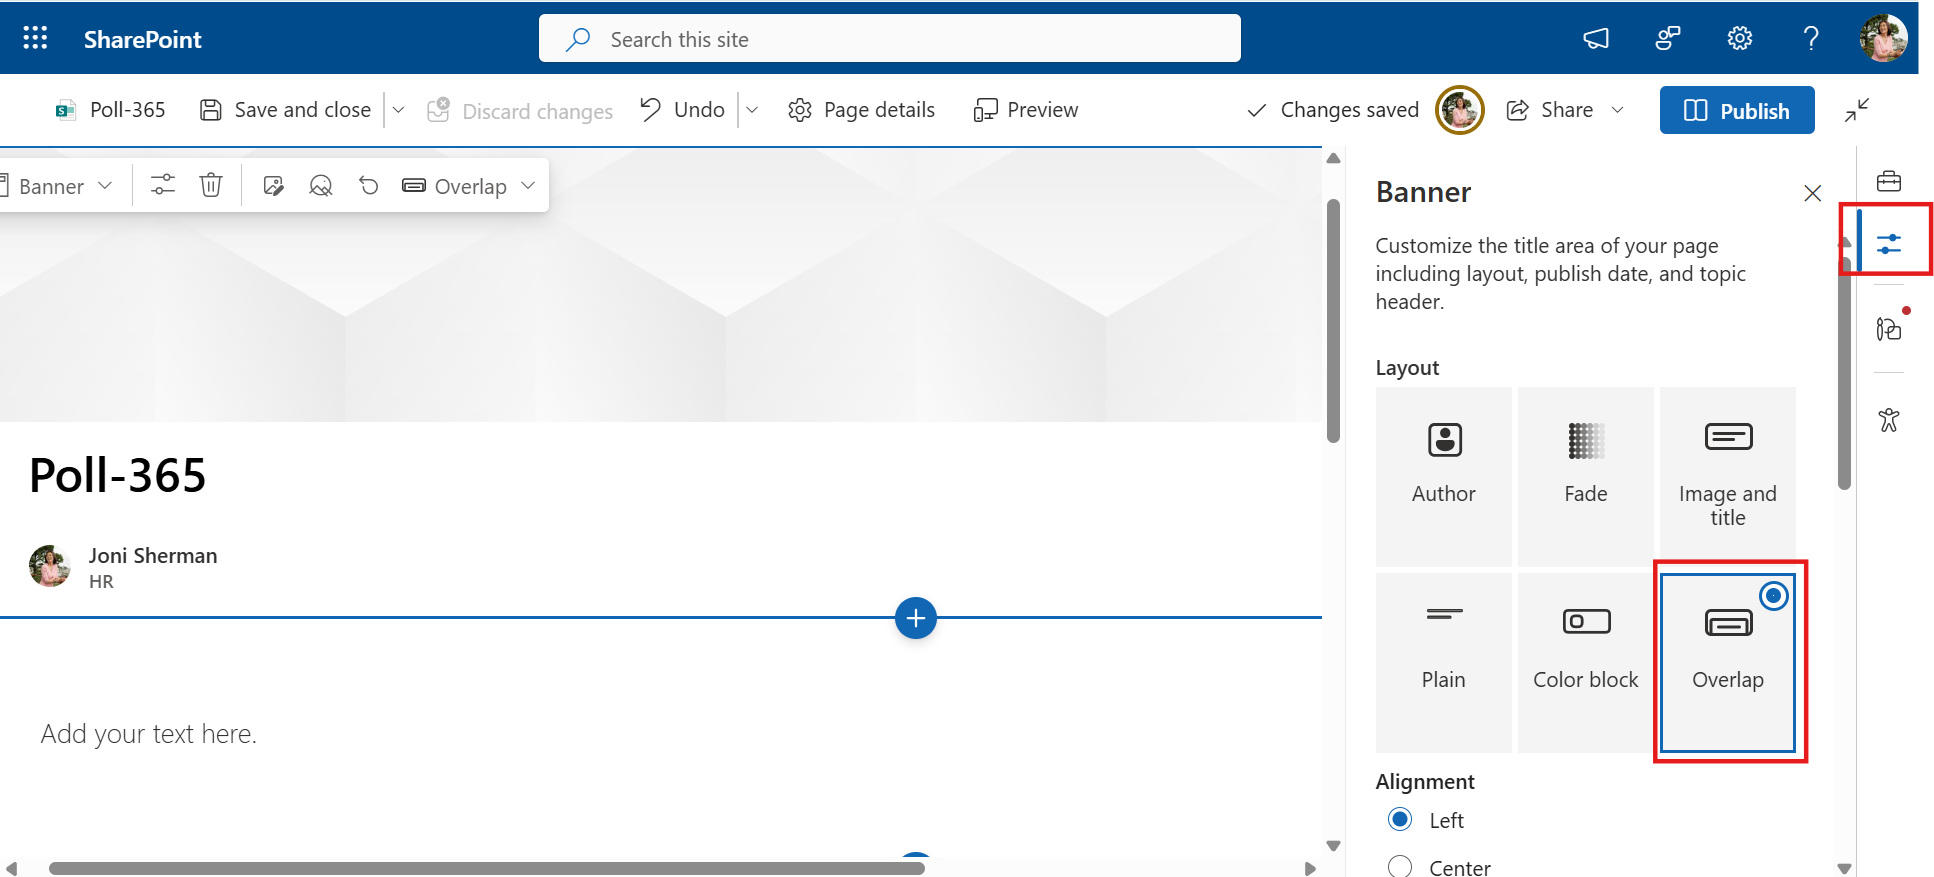 SharePoint
Search this site
?
Poll-365
Save and close
Discard changes
Undo
Page details
Preview
Changes saved
Share
Publish
Banner
Overlap
Poll-365
Joni Sherman
HR
Add your text here.
Banner
Customize the title area of your page
including layout, publish date, and topic
header.
Layout
Author
Fade
Image and
title
Plain
Color block
Overlap
Alignment
Left
Center